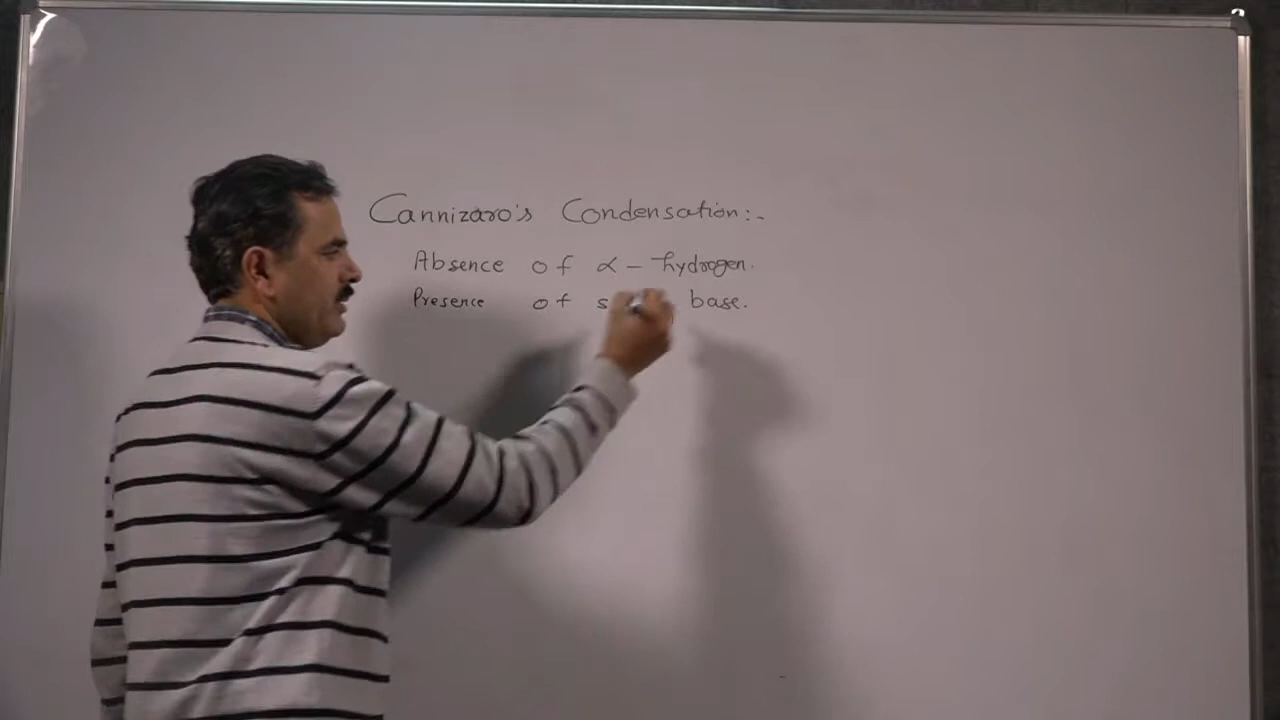 Cannizaro's Condensation:-
Absence of α - hydrogen.
Presence of base.